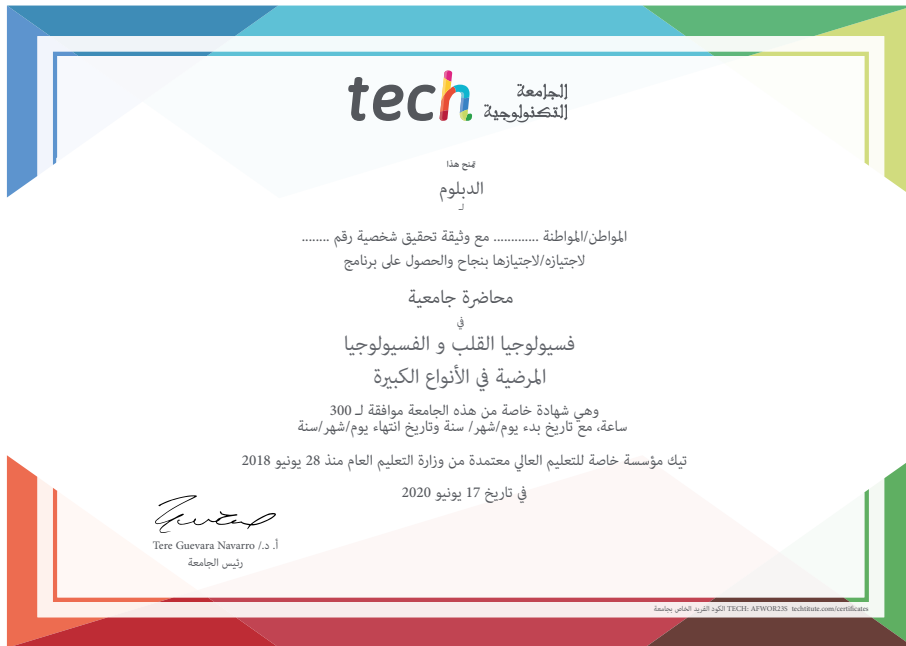 tech الجامعة
التكنولوجية
تمنح هذا
الدبلوم
لـ
المواطن/المواطنة ............. مع وثيقة تحقيق شخصية رقم ........
لاجتيازه/لاجتيازها بنجاح والحصول على برنامج
محاضرة جامعية
في
فسيولوجيا القلب و الفسيولوجيا
المرضية في الأنواع الكبيرة
وهي شهادة خاصة من هذه الجامعة موافقة لـ 300
ساعة، مع تاريخ بدء يوم/شهر/ سنة وتاريخ انتهاء يوم/شهر/سنة
تيك مؤسسة خاصة للتعليم العالي معتمدة من وزارة التعليم العام منذ 28 يونيو 2018
في تاريخ 17 يونيو 2020
أ. د./ Tere Guevara Navarro
رئيس الجامعة
الكود الفريد الخاص بجامعة TECH: AFWOR23S techtitute.com/certificates